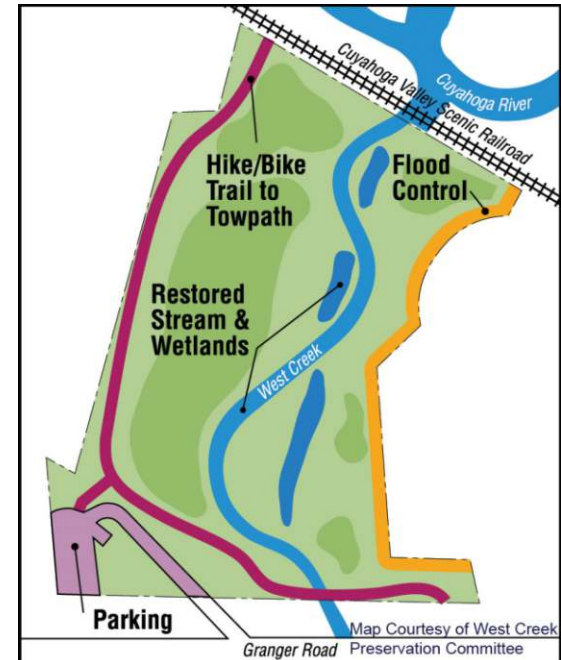 Cuyahoga River
Cuyahoga Valley Scenic Railroad
Hike/Bike
Trail to
Towpath
Flood
Control
Restored
Stream &
Wetlands
West Creek
Parking
Granger Road
Map Courtesy of West Creek
Preservation Committee